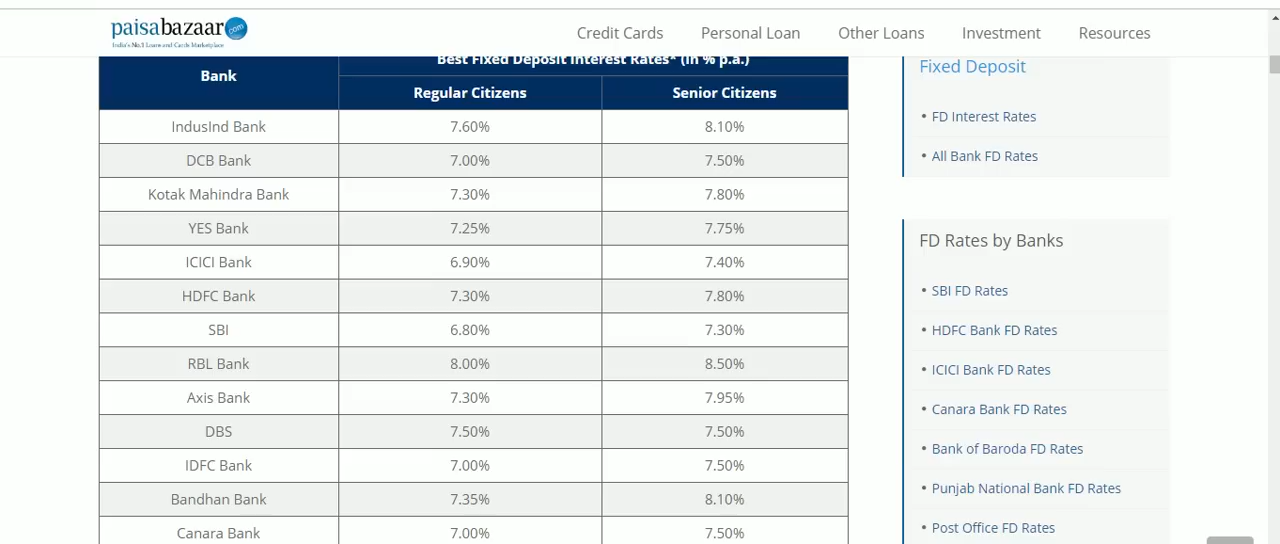 paisabazaar.com
India's No.1 Loans and Cards Marketplace
Credit Cards Personal Loan Other Loans Investment Resources
Bank Best Fixed Deposit Interest Rates* (in % p.a.)
Regular Citizens Senior Citizens
IndusInd Bank 7.60% 8.10%
DCB Bank 7.00% 7.50%
Kotak Mahindra Bank 7.30% 7.80%
YES Bank 7.25% 7.75%
ICICI Bank 6.90% 7.40%
HDFC Bank 7.30% 7.80%
SBI 6.80% 7.30%
RBL Bank 8.00% 8.50%
Axis Bank 7.30% 7.95%
DBS 7.50% 7.50%
IDFC Bank 7.00% 7.50%
Bandhan Bank 7.35% 8.10%
Canara Bank 7.00% 7.50%
Fixed Deposit
• FD Interest Rates
• All Bank FD Rates
FD Rates by Banks
• SBI FD Rates
• HDFC Bank FD Rates
• ICICI Bank FD Rates
• Canara Bank FD Rates
• Bank of Baroda FD Rates
• Punjab National Bank FD Rates
• Post Office FD Rates